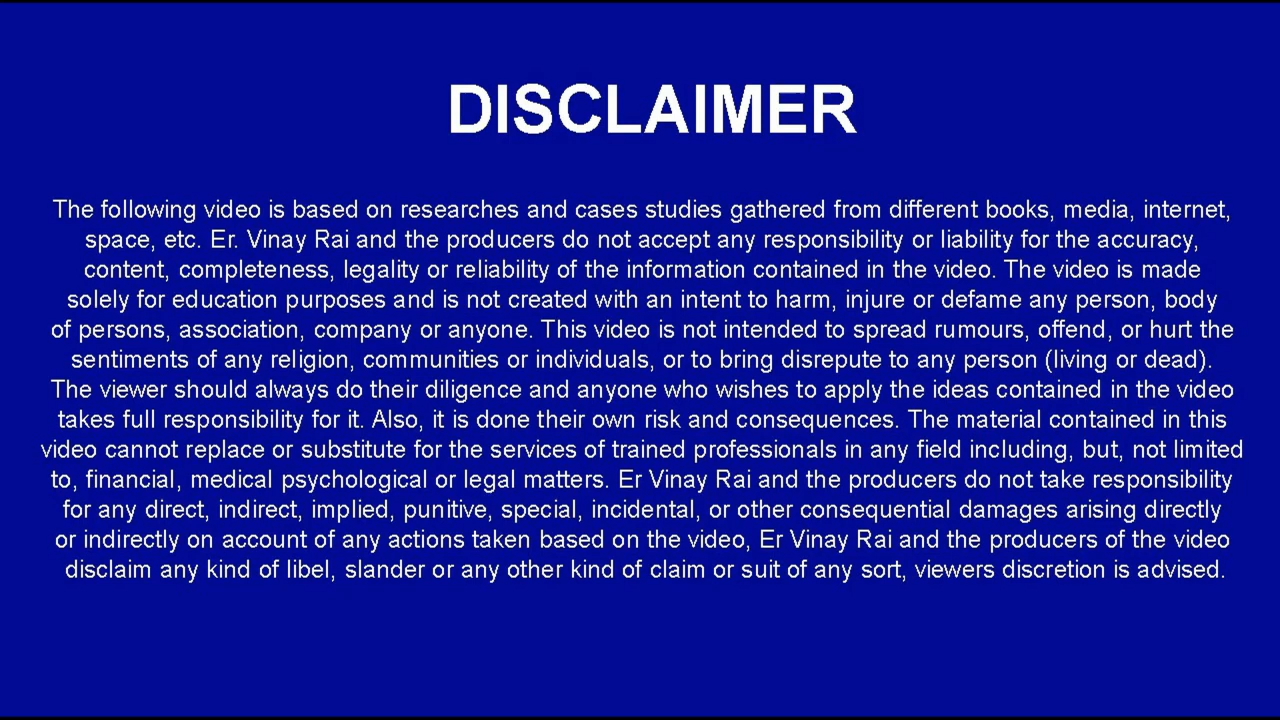 DISCLAIMER
The following video is based on researches and cases studies gathered from different books, media, internet,
space, etc. Er. Vinay Rai and the producers do not accept any responsibility or liability for the accuracy,
content, completeness, legality or reliability of the information contained in the video. The video is made
solely for education purposes and is not created with an intent to harm, injure or defame any person, body
of persons, association, company or anyone. This video is not intended to spread rumours, offend, or hurt the
sentiments of any religion, communities or individuals, or to bring disrepute to any person (living or dead).
The viewer should always do their diligence and anyone who wishes to apply the ideas contained in the video
takes full responsibility for it. Also, it is done their own risk and consequences. The material contained in this
video cannot replace or substitute for the services of trained professionals in any field including, but, not limited
to, financial, medical psychological or legal matters. Er Vinay Rai and the producers do not take responsibility
for any direct, indirect, implied, punitive, special, incidental, or other consequential damages arising directly
or indirectly on account of any actions taken based on the video, Er Vinay Rai and the producers of the video
disclaim any kind of libel, slander or any other kind of claim or suit of any sort, viewers discretion is advised.